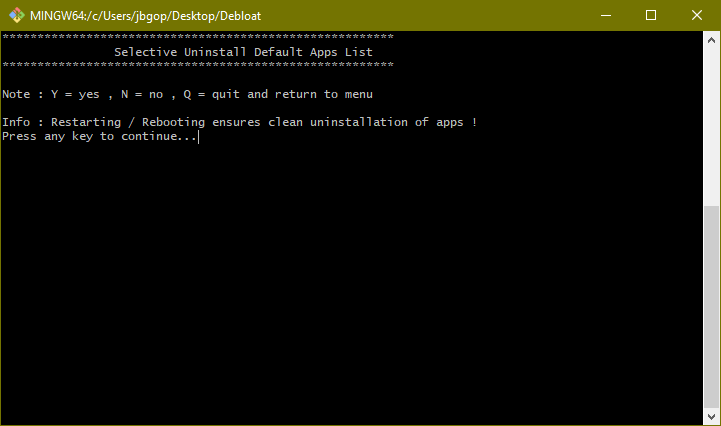 MINGW64:/c/Users/jbgop/Desktop/Debloat
********************************************************
Selective Uninstall Default Apps List
********************************************************
Note : Y = yes , N = no , Q = quit and return to menu
Info : Restarting / Rebooting ensures clean uninstallation of apps !
Press any key to continue...